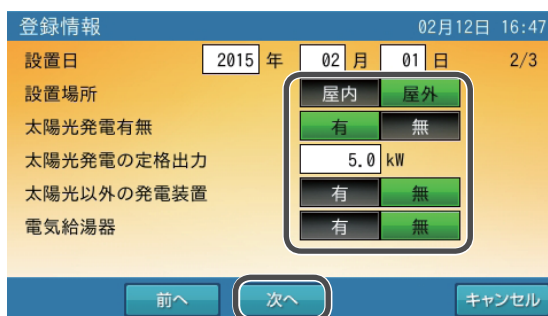 登録情報 02月12日 16:47
設置日 2015 年 02 月 01 日 2/3
設置場所 屋内 屋外
太陽光発電有無 有 無
太陽光発電の定格出力 5.0 kW
太陽光以外の発電装置 有 無
電気給湯器 有 無
前へ 次へ キャンセル